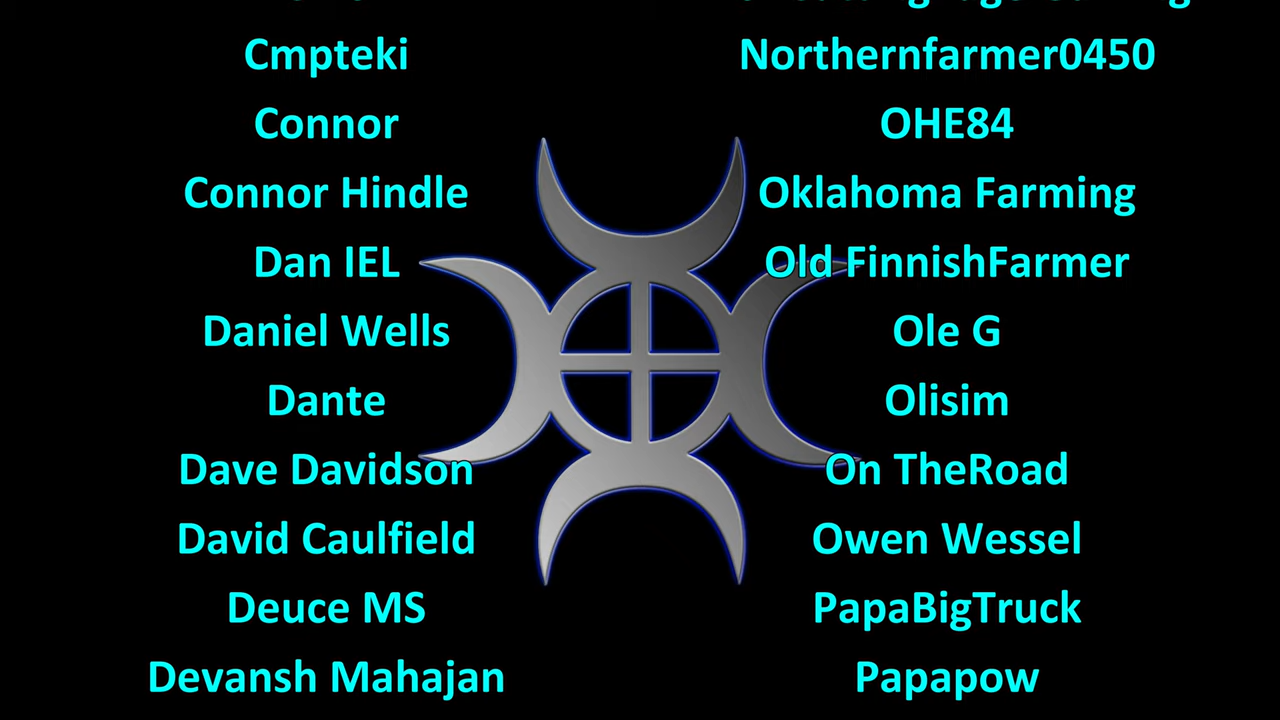 Cmpteki
Connor
Connor Hindle
Dan IEL
Daniel Wells
Dante
Dave Davidson
David Caulfield
Deuce MS
Devansh Mahajan
Northernfarmer0450
OHE84
Oklahoma Farming
Old FinnishFarmer
Ole G
Olisim
On TheRoad
Owen Wessel
PapaBigTruck
Papapow